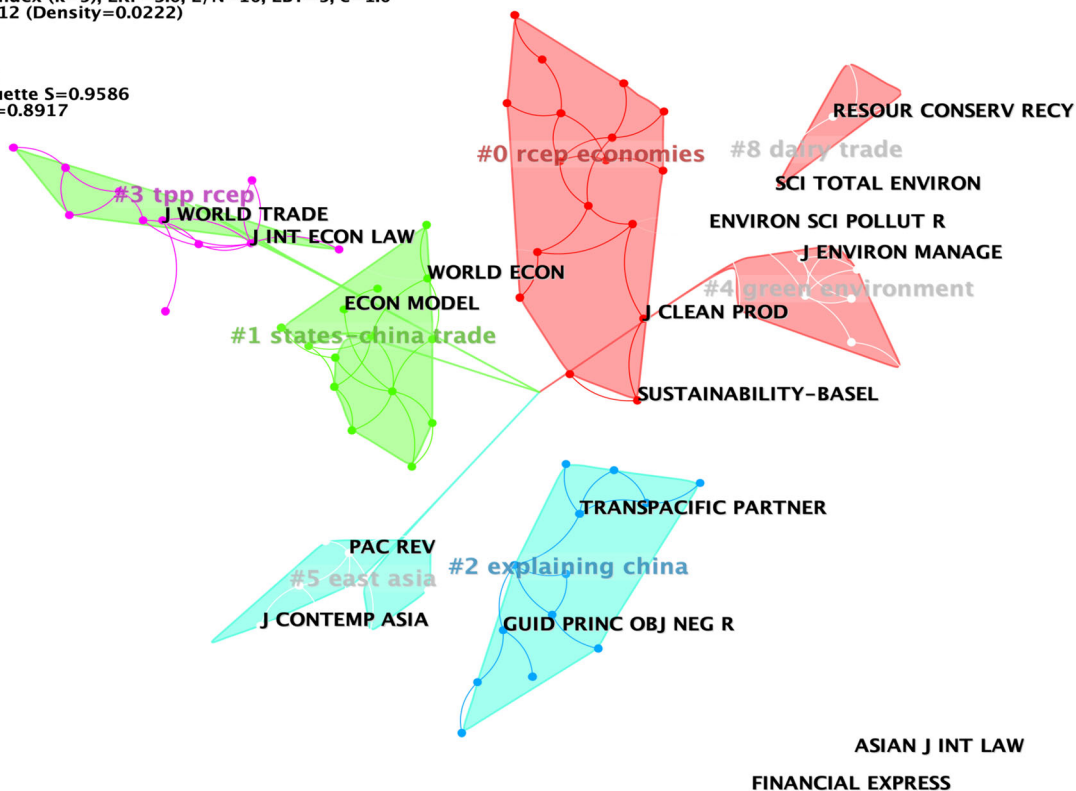 12 (Density=0.0222)
S=0.9586
=0.8917
#0 rcep economies
RESOUR CONSERV RECY
#8 dairy trade
SCI TOTAL ENVIRON
#3 tpp rcep
J WORLD TRADE
ENVIRON SCI POLLUT R
J INT ECON LAW
J ENVIRON MANAGE
WORLD ECON
#4 green environment
ECON MODEL
J CLEAN PROD
#1 states-china trade
SUSTAINABILITY-BASEL
TRANSPACIFIC PARTNER
PAC REV
#2 explaining china
#5 east asia
J CONTEMP ASIA
GUID PRINC OBJ NEG R
ASIAN J INT LAW
FINANCIAL EXPRESS